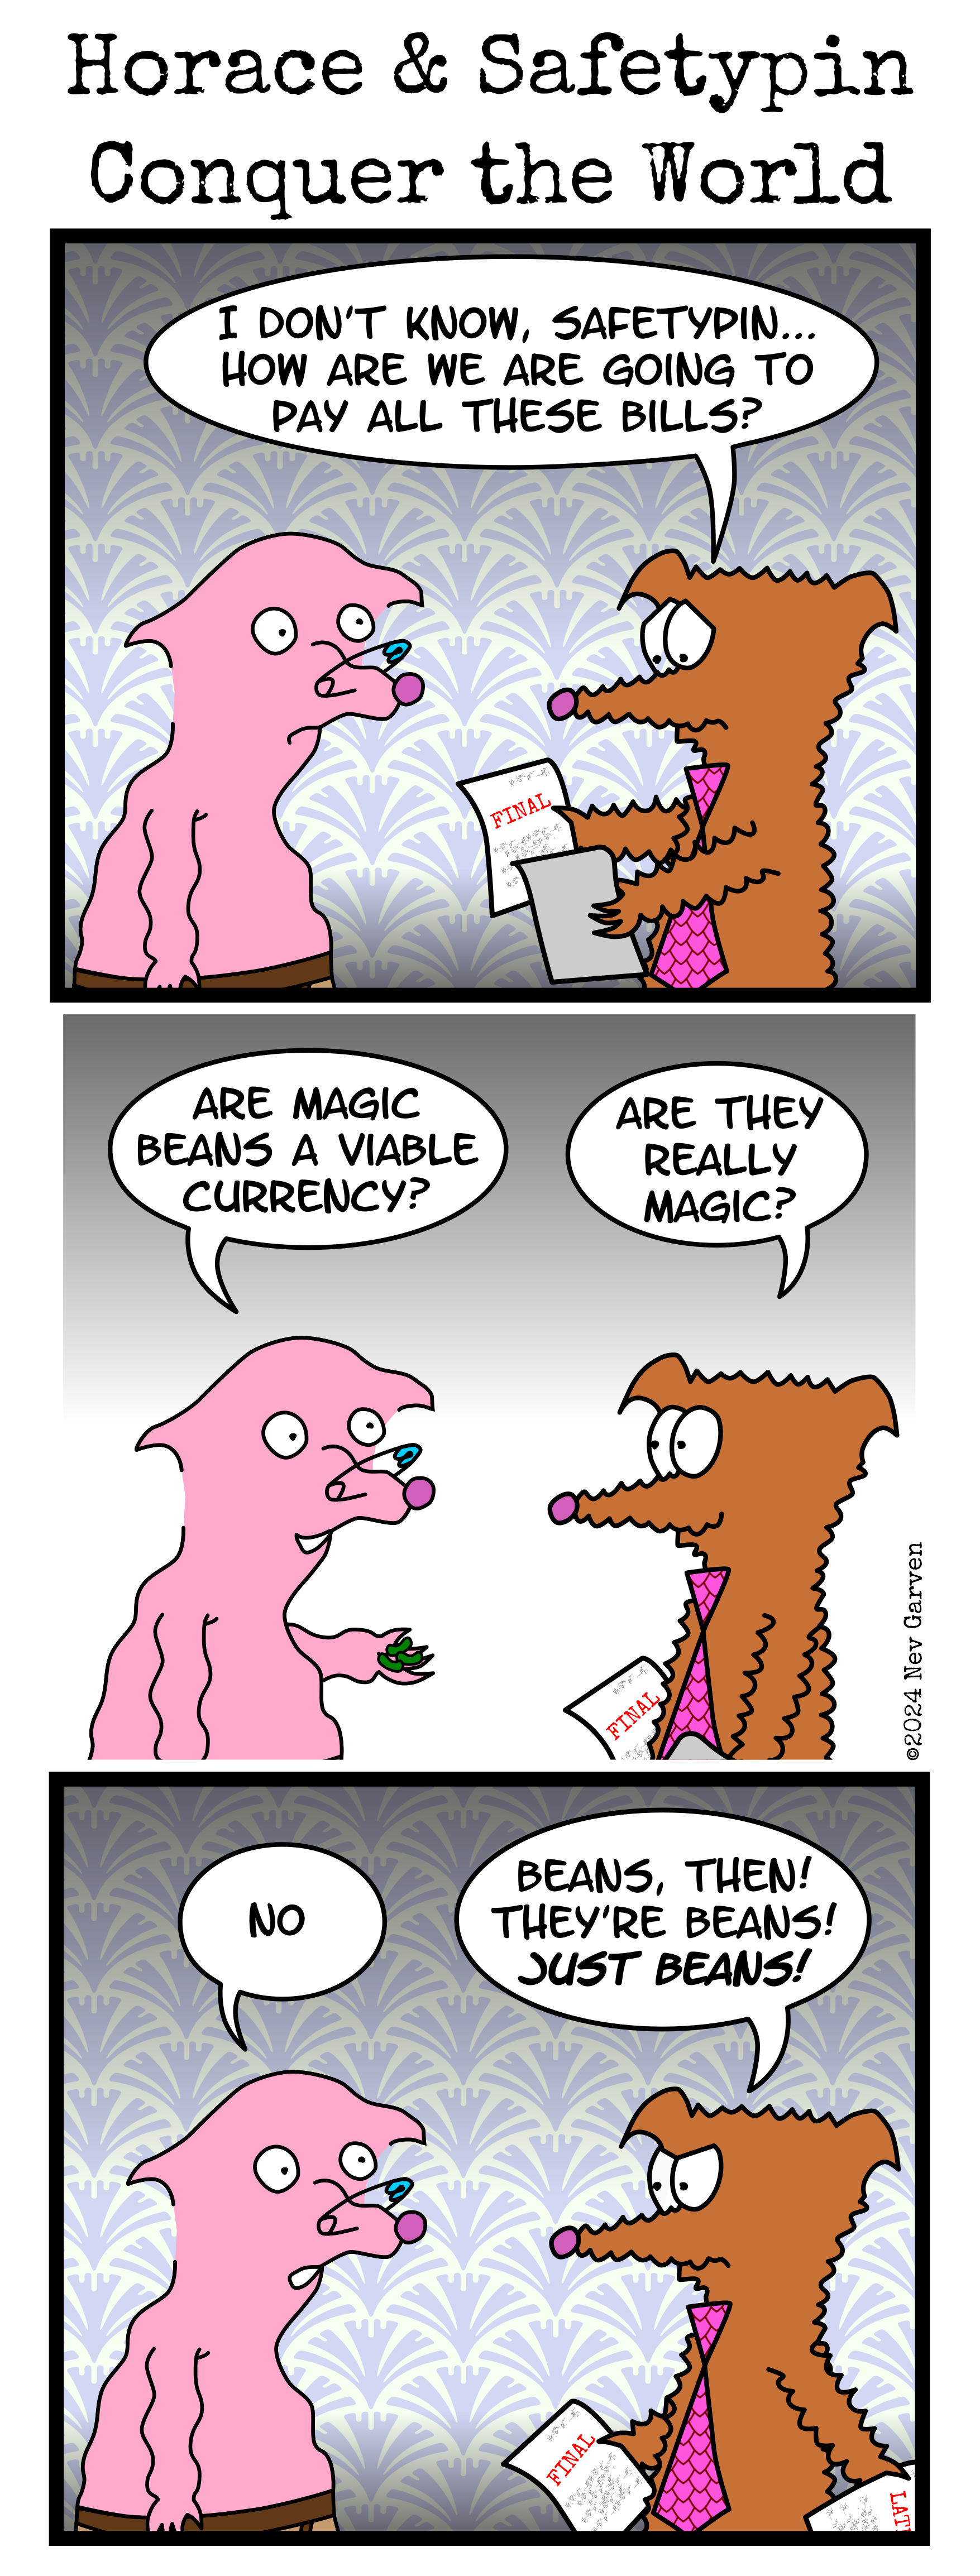 Horace & Safetypin
Conquer the World
I DON'T KNOW, SAFETYPIN...
HOW ARE WE ARE GOING TO
PAY ALL THESE BILLS?
FINAL
ARE MAGIC
BEANS A VIABLE
CURRENCY?
ARE THEY
REALLY
MAGIC?
FINAL
©2024 Nev Garven
NO
BEANS, THEN!
THEY'RE BEANS!
JUST BEANS!
FINAL
LAT